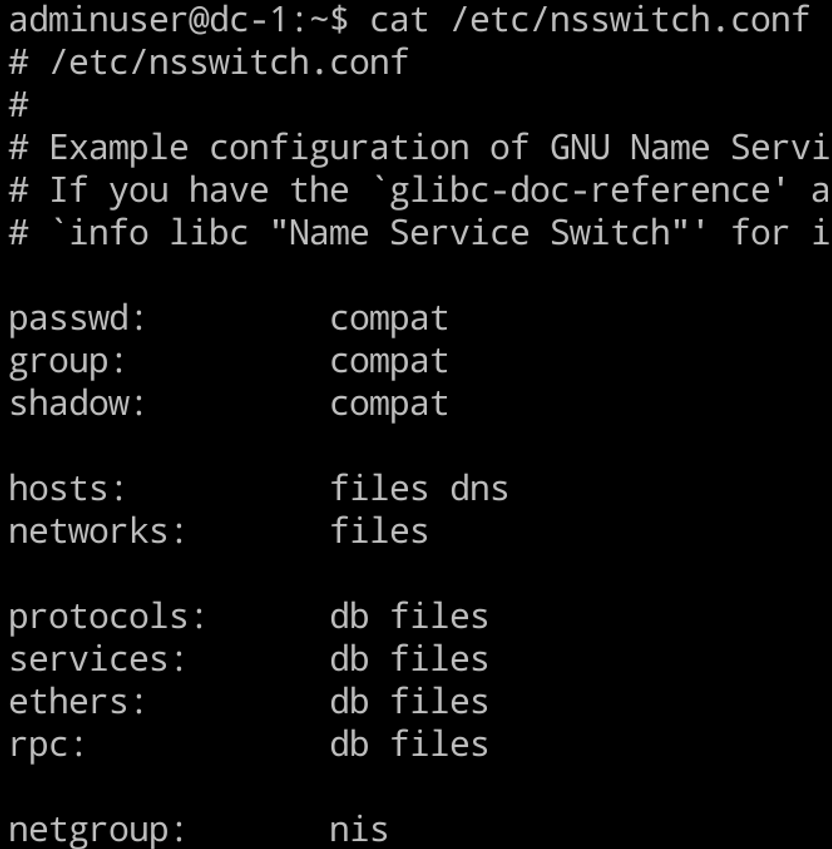 adminuser@dc-1:~$ cat /etc/nsswitch.conf
# /etc/nsswitch.conf
#
# Example configuration of GNU Name Servi
# If you have the `glibc-doc-reference' a
# `info libc "Name Service Switch"' for i
passwd:         compat
group:          compat
shadow:         compat
hosts:          files dns
networks:       files
protocols:      db files
services:       db files
ethers:         db files
rpc:            db files
netgroup:       nis